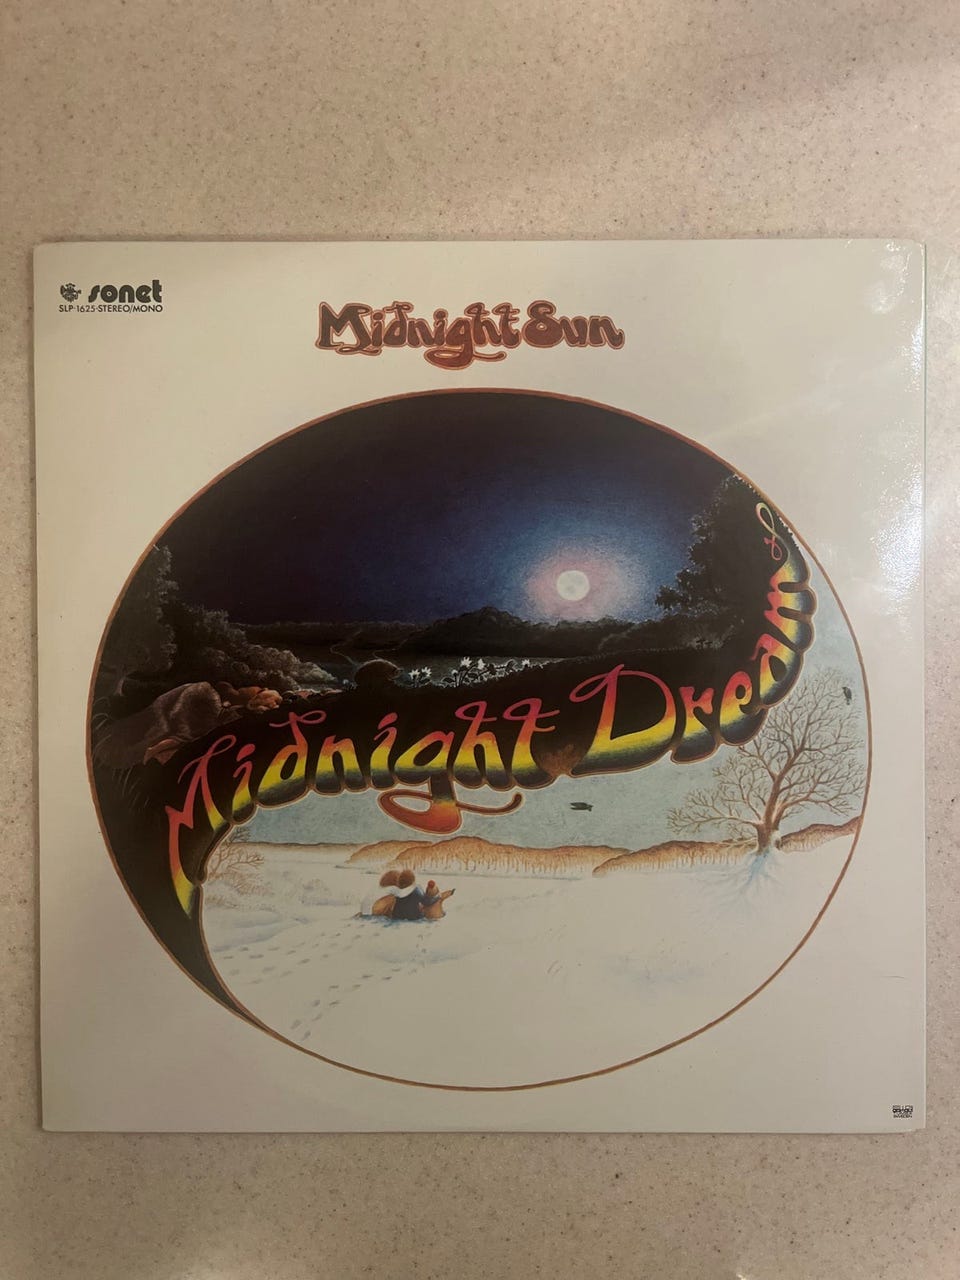 sonet
SLP-1625-STEREO/MONO
Midnight Sun
Midnight Dream